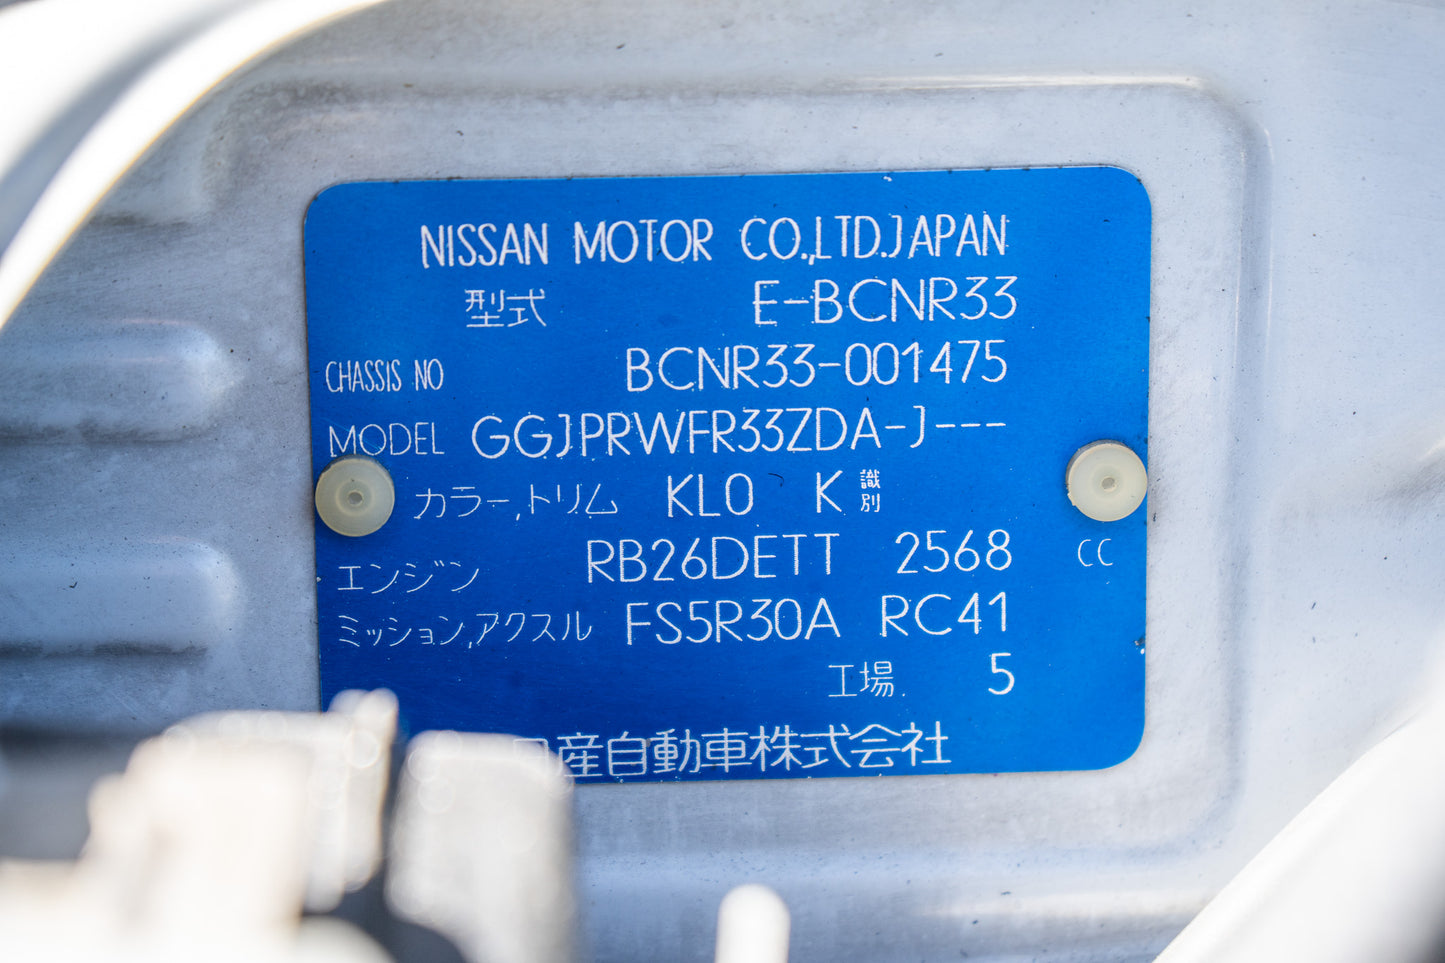 NISSAN MOTOR CO.,LTD.JAPAN
型式 E-BCNR33
CHASSIS NO BCNR33-001475
MODEL GGJPRWFR33ZDA-J---
カラー,トリム KL0 K 識別
エンジン RB26DETT 2568 CC
ミッション,アクスル FS5R30A RC41
工場 5
日産自動車株式会社